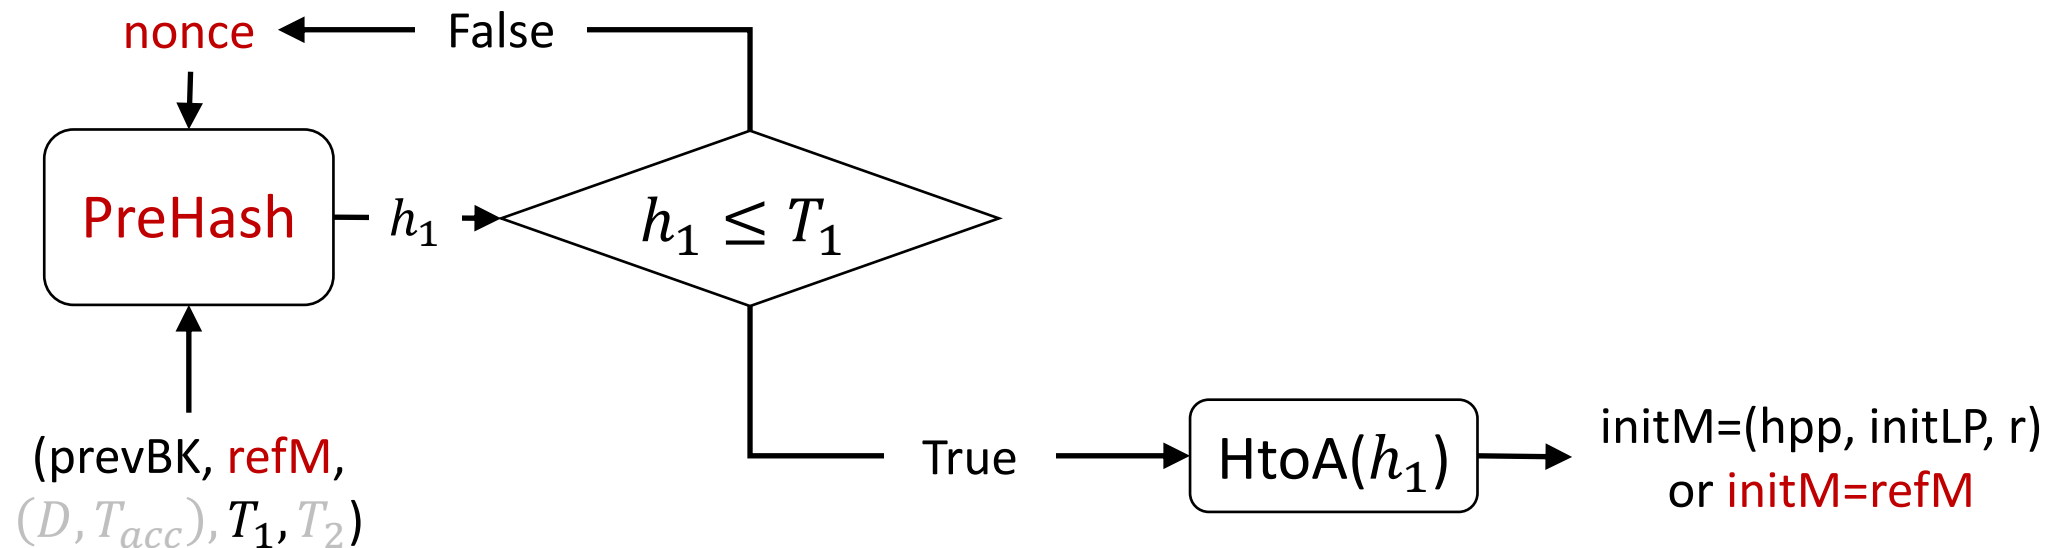 nonce
False
PreHash
h₁
h₁ ≤ T₁
(prevBK, refM,
(D, T_acc), T₁, T₂)
True
HtoA(h₁)
initM=(hpp, initLP, r)
or initM=refM